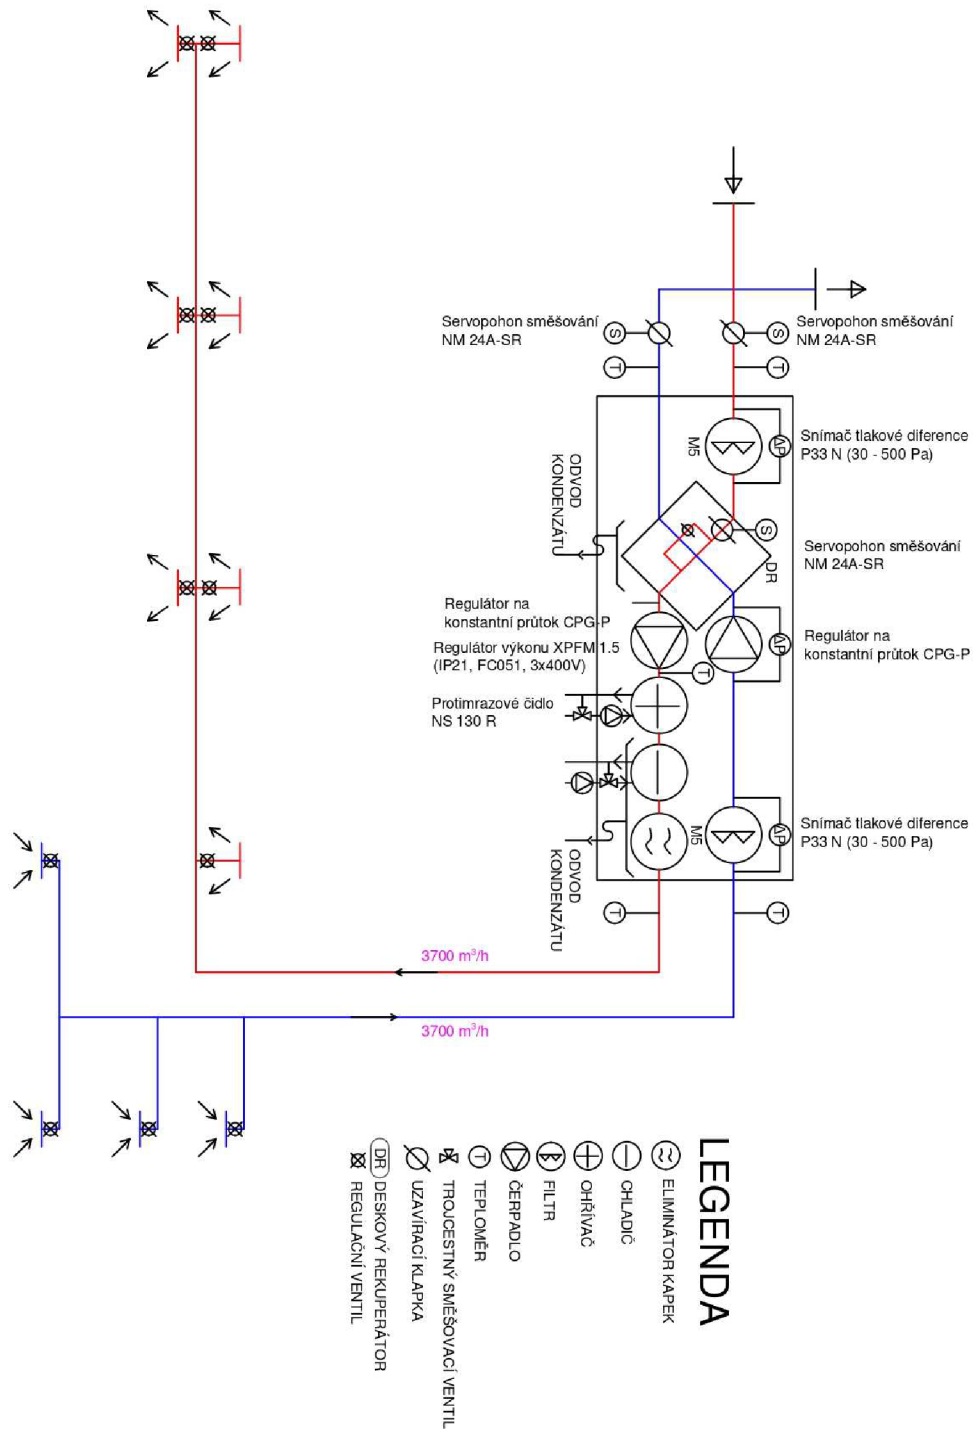 Servopohon směšování
NM 24A-SR
S
S
Servopohon směšování
NM 24A-SR
T
T
M5
ΔP
Snímač tlakové diference
P33 N (30 - 500 Pa)
ODVOD
KONDENZÁTU
S
DR
Servopohon směšování
NM 24A-SR
Regulátor na
konstantní průtok CPG-P
Regulátor výkonu XPFM 1.5
(IP21, FC051, 3x400V)
ΔP
Regulátor na
konstantní průtok CPG-P
T
Protimrazové čidlo
NS 130 R
M5
ΔP
Snímač tlakové diference
P33 N (30 - 500 Pa)
ODVOD
KONDENZÁTU
T
T
3700 m³/h
3700 m³/h
LEGENDA
ELIMINÁTOR KAPEK
CHLADIČ
OHŘÍVAČ
FILTR
ČERPADLO
T TEPLOMĚR
TROJCESTNÝ SMĚŠOVACÍ VENTIL
UZAVÍRACÍ KLAPKA
DR DESKOVÝ REKUPERÁTOR
REGULAČNÍ VENTIL